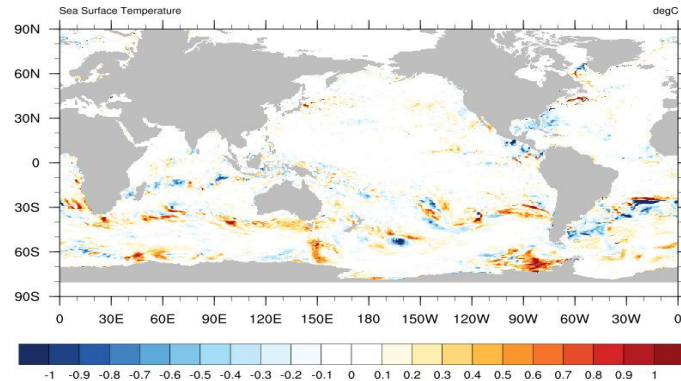 Sea Surface Temperature degC
90N
60N
30N
0
30S
60S
90S
0 30E 60E 90E 120E 150E 180 150W 120W 90W 60W 30W 0
-1 -0.9 -0.8 -0.7 -0.6 -0.5 -0.4 -0.3 -0.2 -0.1 0 0.1 0.2 0.3 0.4 0.5 0.6 0.7 0.8 0.9 1